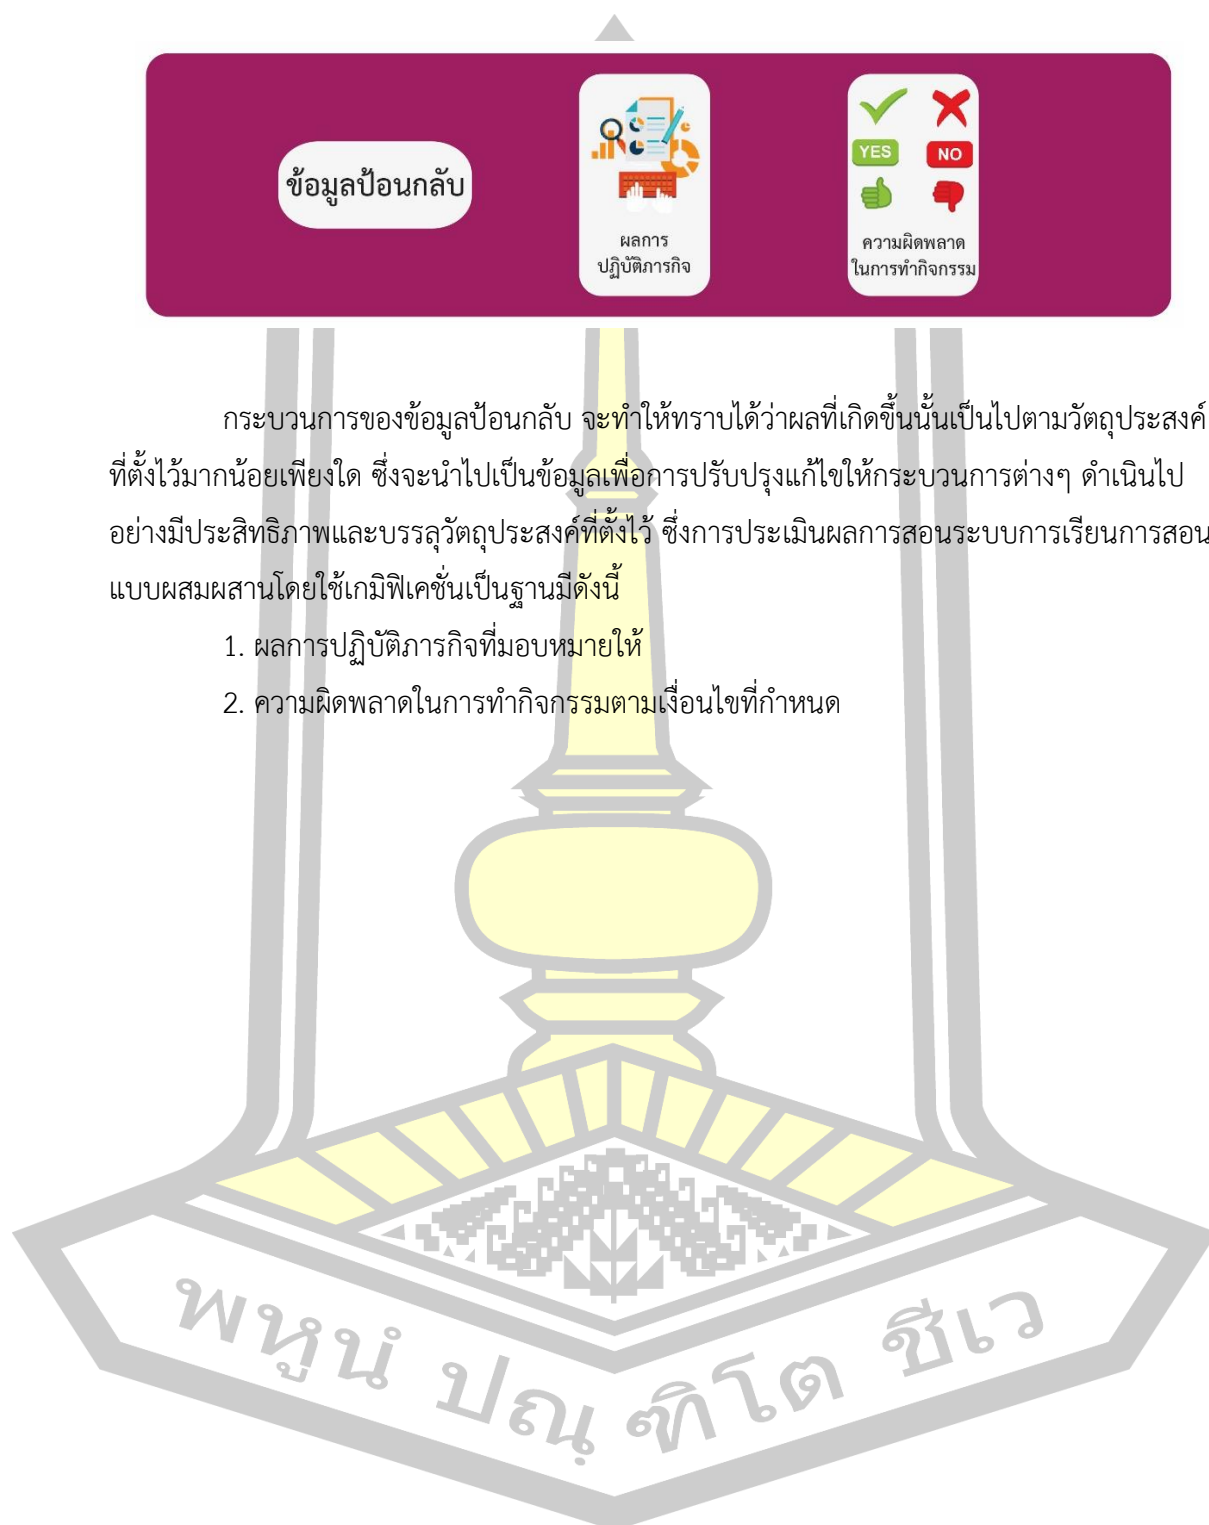 ข้อมูลป้อนกลับ
ผลการ
ปฏิบัติภารกิจ
YES NO
ความผิดพลาด
ในการทำกิจกรรม
กระบวนการของข้อมูลป้อนกลับ จะทำให้ทราบได้ว่าผลที่เกิดขึ้นนั้นเป็นไปตามวัตถุประสงค์
ที่ตั้งไว้มากน้อยเพียงใด ซึ่งจะนำไปเป็นข้อมูลเพื่อการปรับปรุงแก้ไขให้กระบวนการต่างๆ ดำเนินไป
อย่างมีประสิทธิภาพและบรรลุวัตถุประสงค์ที่ตั้งไว้ ซึ่งการประเมินผลการสอนระบบการเรียนการสอน
แบบผสมผสานโดยใช้เกมิฟิเคชั่นเป็นฐานมีดังนี้
1. ผลการปฏิบัติภารกิจที่มอบหมายให้
2. ความผิดพลาดในการทำกิจกรรมตามเงื่อนไขที่กำหนด
พหูนํ ปณฺฑิโต ชีเว